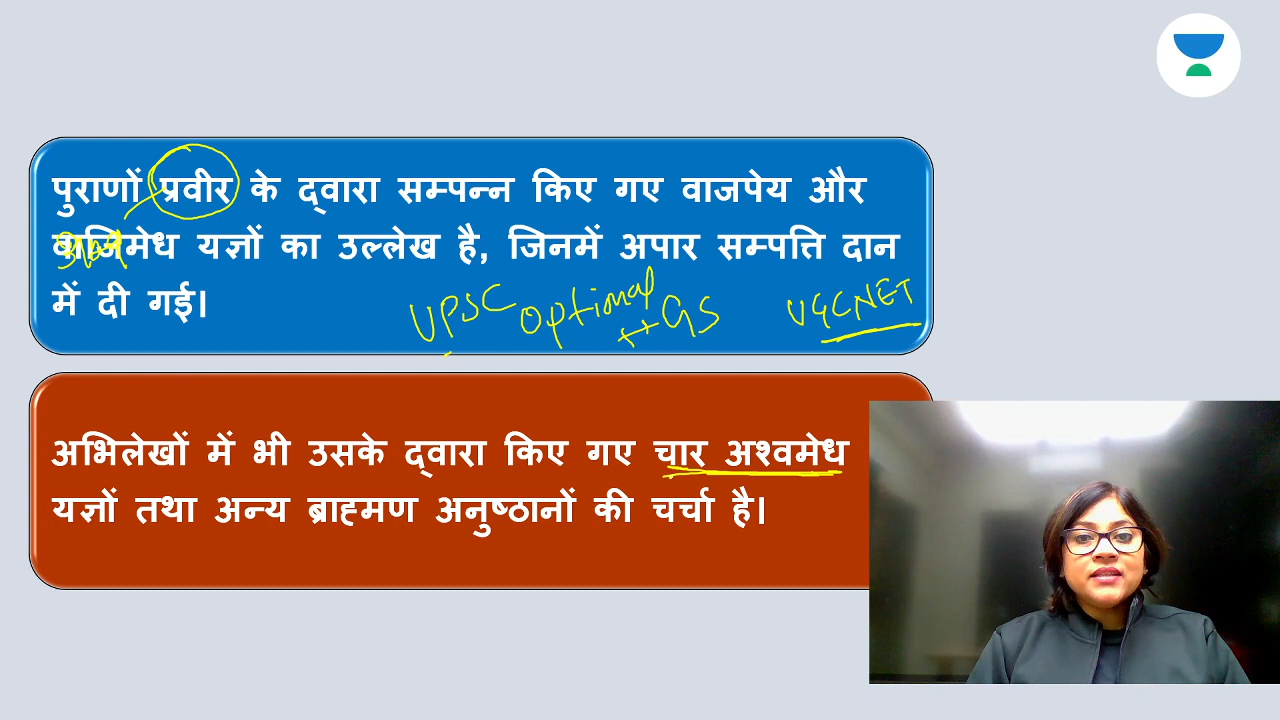 पुराणों प्रवीर के द्वारा सम्पन्न किए गए वाजपेय और
वाजिमेध यज्ञों का उल्लेख है, जिनमें अपार सम्पत्ति दान
में दी गई।
UPSC Optional
GS
UGCNET
अभिलेखों में भी उसके द्वारा किए गए चार अश्वमेध
यज्ञों तथा अन्य ब्राह्मण अनुष्ठानों की चर्चा है।